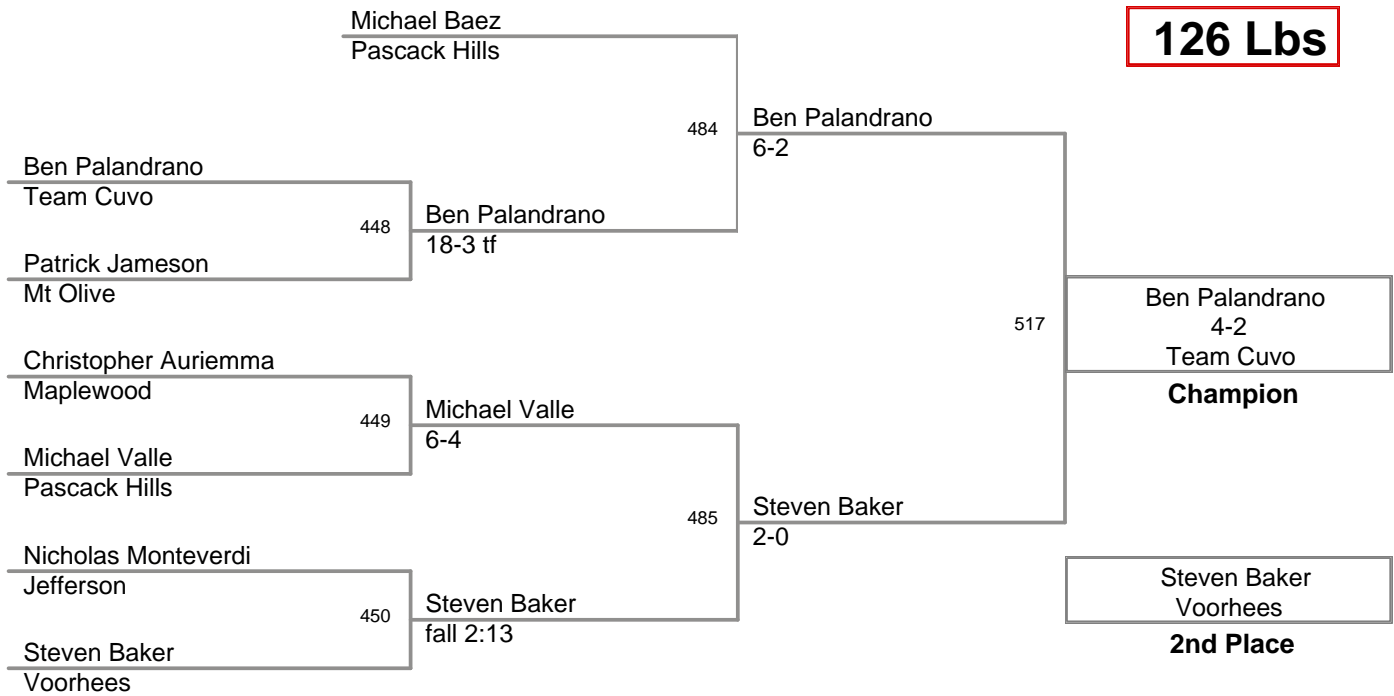 Michael Baez
Pascack Hills
126 Lbs
484
Ben Palandrano
6-2
Ben Palandrano
Team Cuvo
448
Ben Palandrano
18-3 tf
Patrick Jameson
Mt Olive
517
Ben Palandrano
4-2
Team Cuvo
Champion
Christopher Auriemma
Maplewood
449
Michael Valle
6-4
Michael Valle
Pascack Hills
485
Steven Baker
2-0
Nicholas Monteverdi
Jefferson
450
Steven Baker
fall 2:13
Steven Baker
Voorhees
Steven Baker
Voorhees
2nd Place